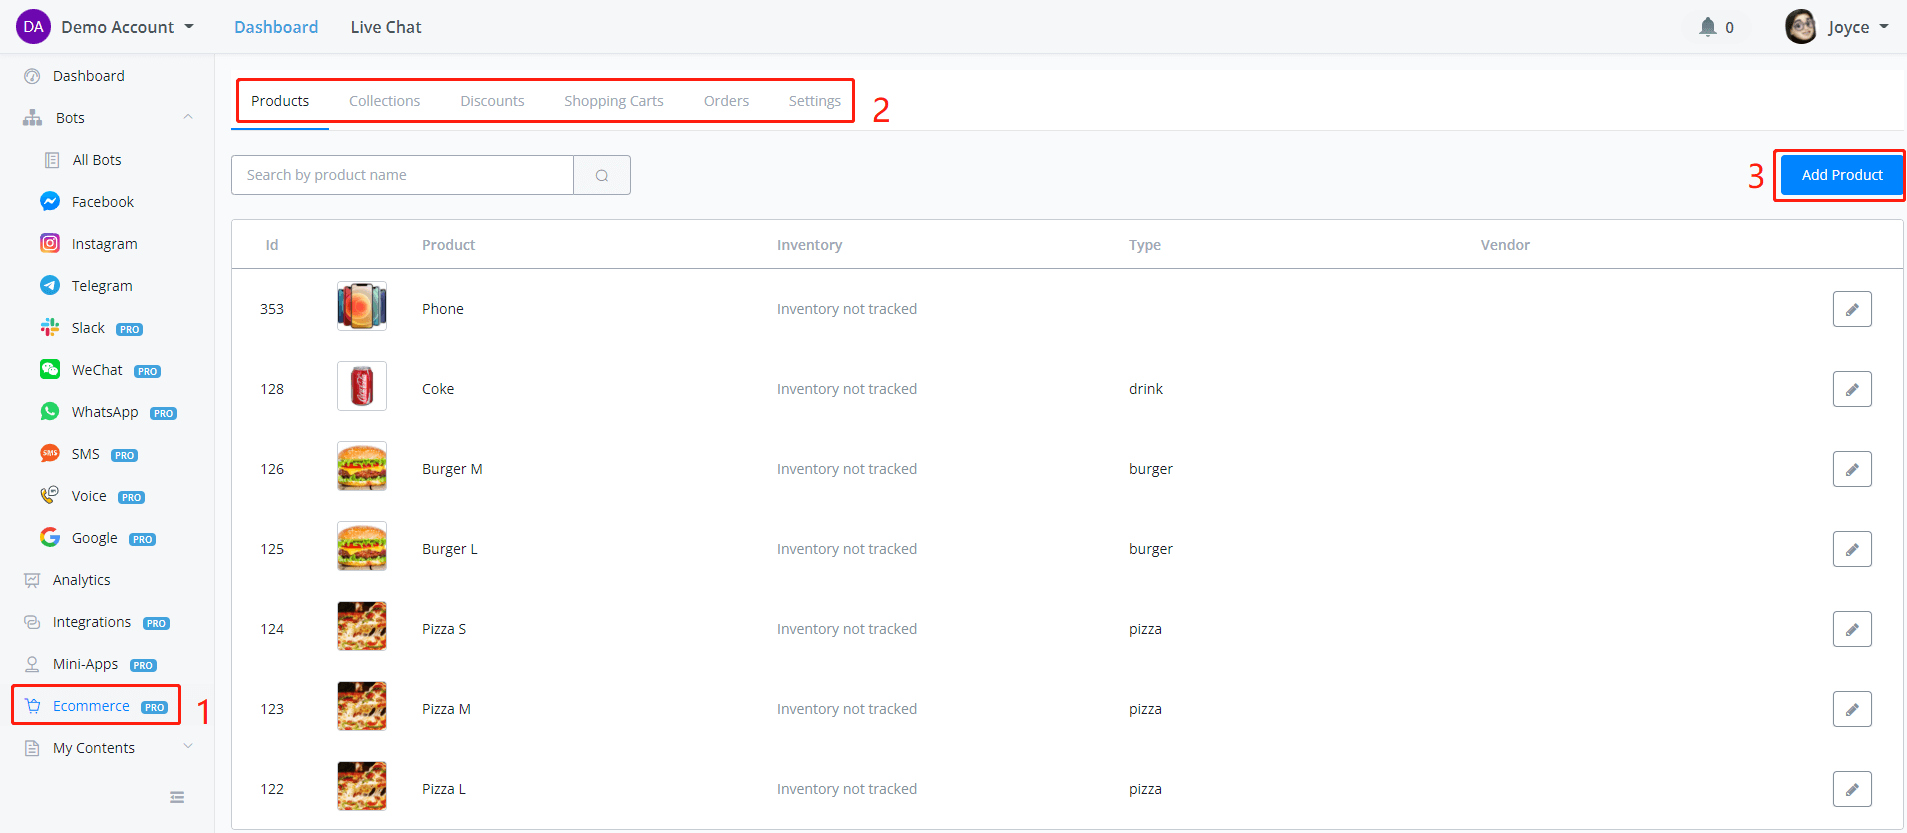 DA Demo Account Dashboard Live Chat 0 Joyce
Dashboard
Bots
All Bots
Facebook
Instagram
Telegram
Slack PRO
WeChat PRO
WhatsApp PRO
SMS SMS PRO
Voice PRO
Google PRO
Analytics
Integrations PRO
Mini-Apps PRO
Ecommerce PRO 1
My Contents
Products Collections Discounts Shopping Carts Orders Settings 2
Search by product name
3 Add Product
Id Product Inventory Type Vendor
353 Phone Inventory not tracked
128 Coke Inventory not tracked drink
126 Burger M Inventory not tracked burger
125 Burger L Inventory not tracked burger
124 Pizza S Inventory not tracked pizza
123 Pizza M Inventory not tracked pizza
122 Pizza L Inventory not tracked pizza